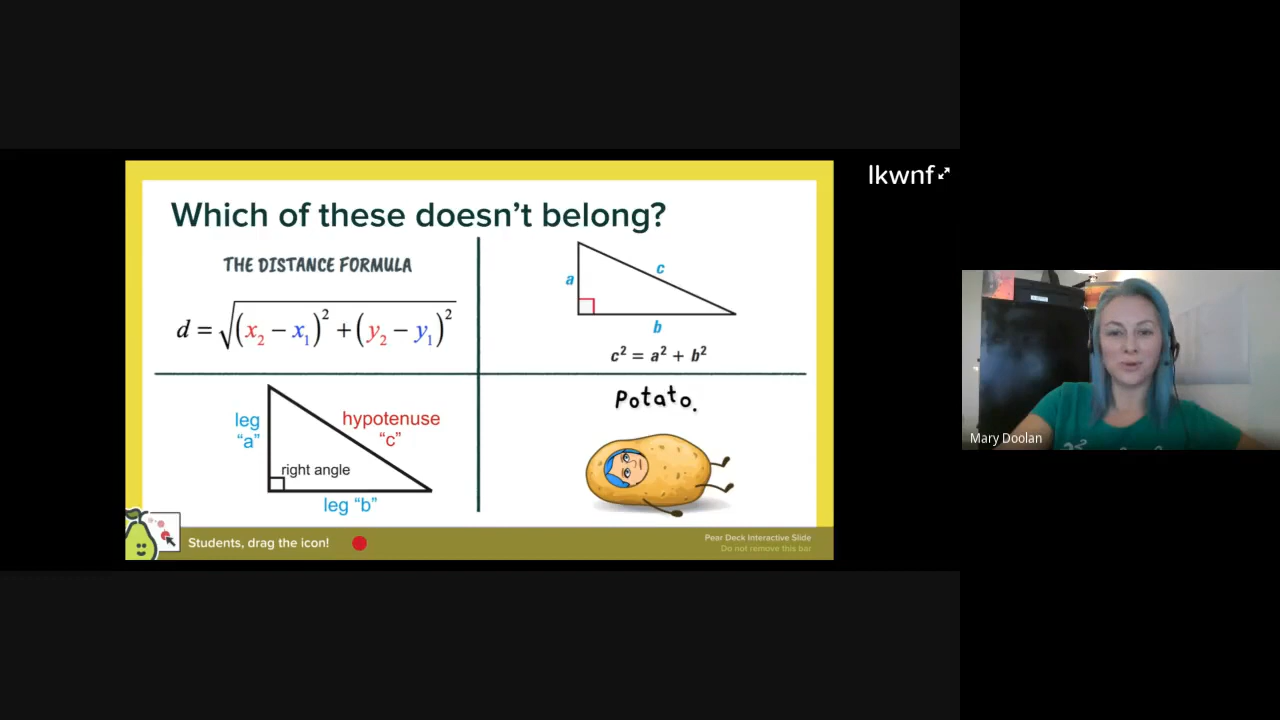 lkwnf
Which of these doesn't belong?
THE DISTANCE FORMULA
d = √(x₂ − x₁)² + (y₂ − y₁)²
a
c
b
c² = a² + b²
leg
"a"
hypotenuse
"c"
right angle
leg "b"
Potato.
Students, drag the icon!
Pear Deck Interactive Slide
Do not remove this bar
Mary Doolan